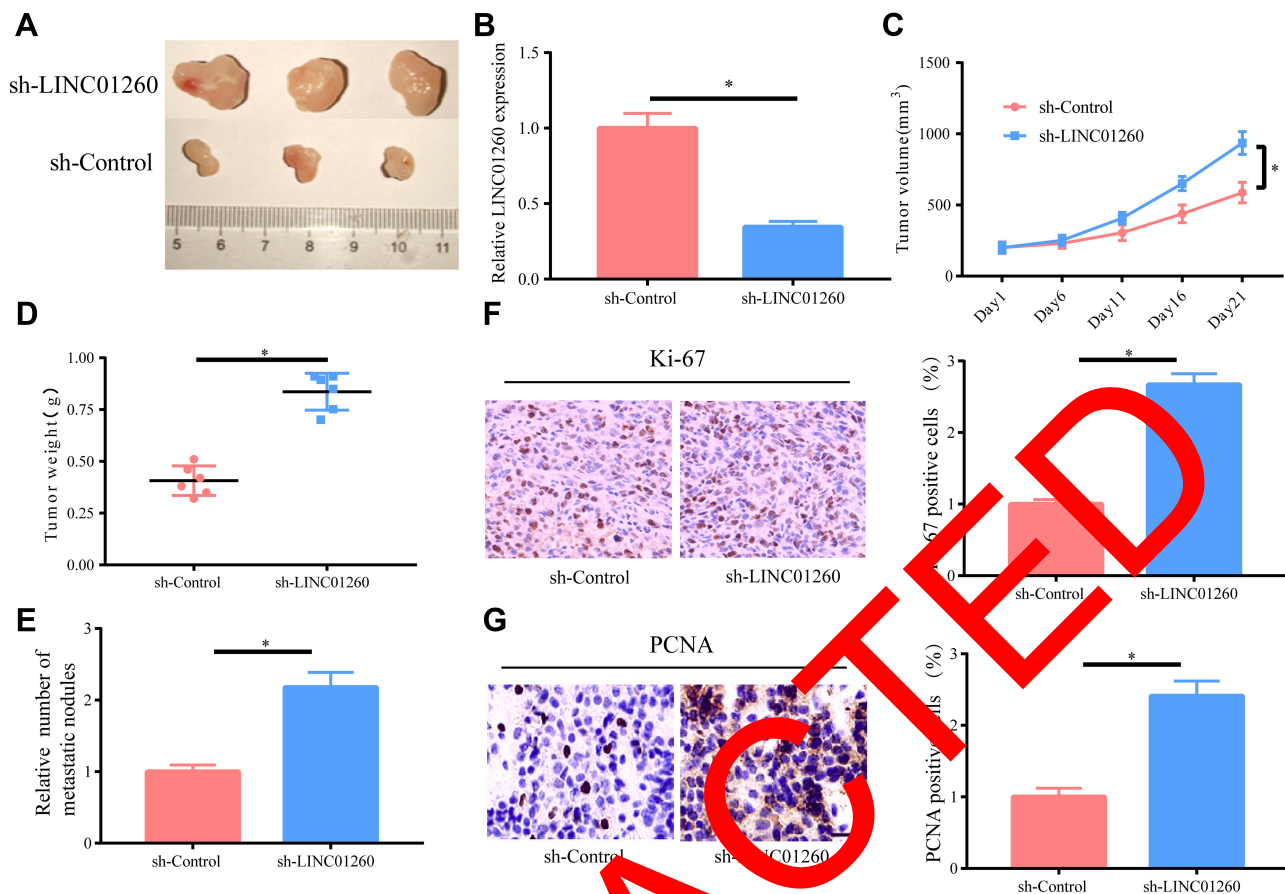 A
sh-LINC01260
sh-Control
5 6 7 8 9 10 11
B
Relative LINC01260 expression
1.5
1.0
0.5
0.0
*
sh-Control
sh-LINC01260
C
Tumor volume(mm3)
1500
1000
500
0
sh-Control
sh-LINC01260
*
Day1
Day6
Day11
Day16
Day21
D
Tumor weight(g)
1.00
0.75
0.50
0.25
0.00
*
sh-Control
sh-LINC01260
F
Ki-67
sh-Control
sh-LINC01260
67 positive cells (%)
3
2
1
0
*
sh-Control
sh-LINC01260
E
Relative number of
metastatic nodules
3
2
1
0
*
sh-Control
sh-LINC01260
G
PCNA
sh-Control
sh-LINC01260
PCNA positive cells (%)
3
2
1
0
*
sh-Control
sh-LINC01260
ACTED